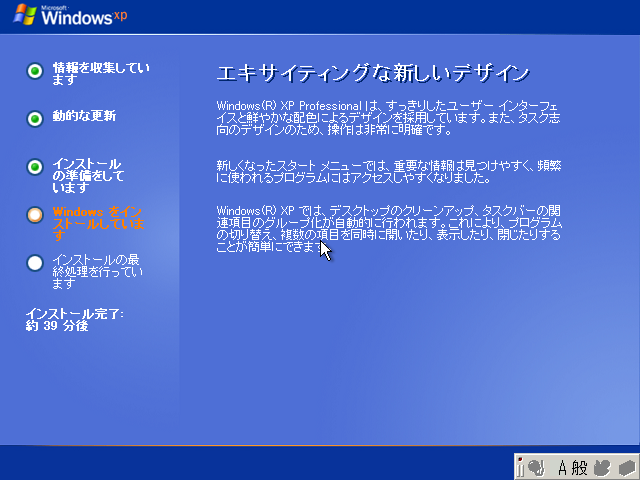 Microsoft
Windows xp
情報を収集してい
ます
動的な更新
インストール
の準備をして
います
Windows をイン
ストールしていま
す
インストールの最
終処理を行ってい
ます
インストール完了:
約 39 分後
エキサイティングな新しいデザイン
Windows(R) XP Professional は、すっきりしたユーザー インターフェ
イスと鮮やかな配色によるデザインを採用しています。また、タスク志
向のデザインのため、操作は非常に明確です。
新しくなったスタート メニューでは、重要な情報は見つけやすく、頻繁
に使われるプログラムにはアクセスしやすくなりました。
Windows(R) XP では、デスクトップのクリーンアップ、タスクバーの関
連項目のグループ化が自動的に行われます。これにより、プログラム
の切り替え、複数の項目を同時に開いたり、表示したり、閉じたりする
ことが簡単にできます
A 般